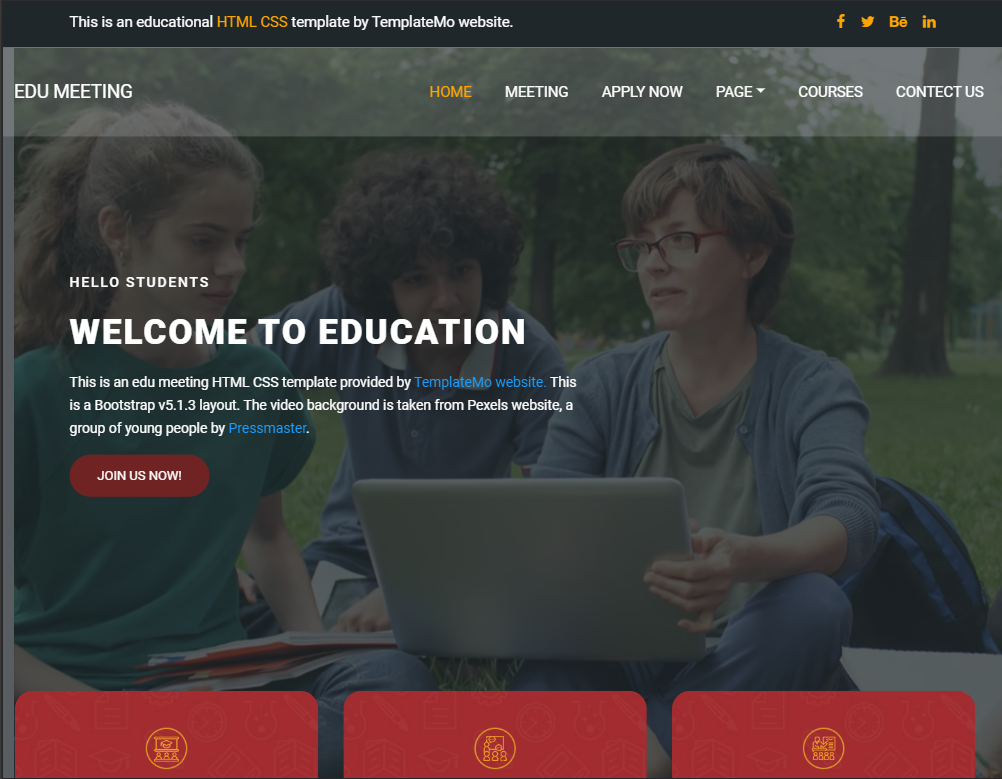 This is an educational HTML CSS template by TemplateMo website.
EDU MEETING
HOME MEETING APPLY NOW PAGE COURSES CONTECT US
HELLO STUDENTS
WELCOME TO EDUCATION
This is an edu meeting HTML CSS template provided by TemplateMo website. This
is a Bootstrap v5.1.3 layout. The video background is taken from Pexels website, a
group of young people by Pressmaster.
JOIN US NOW!